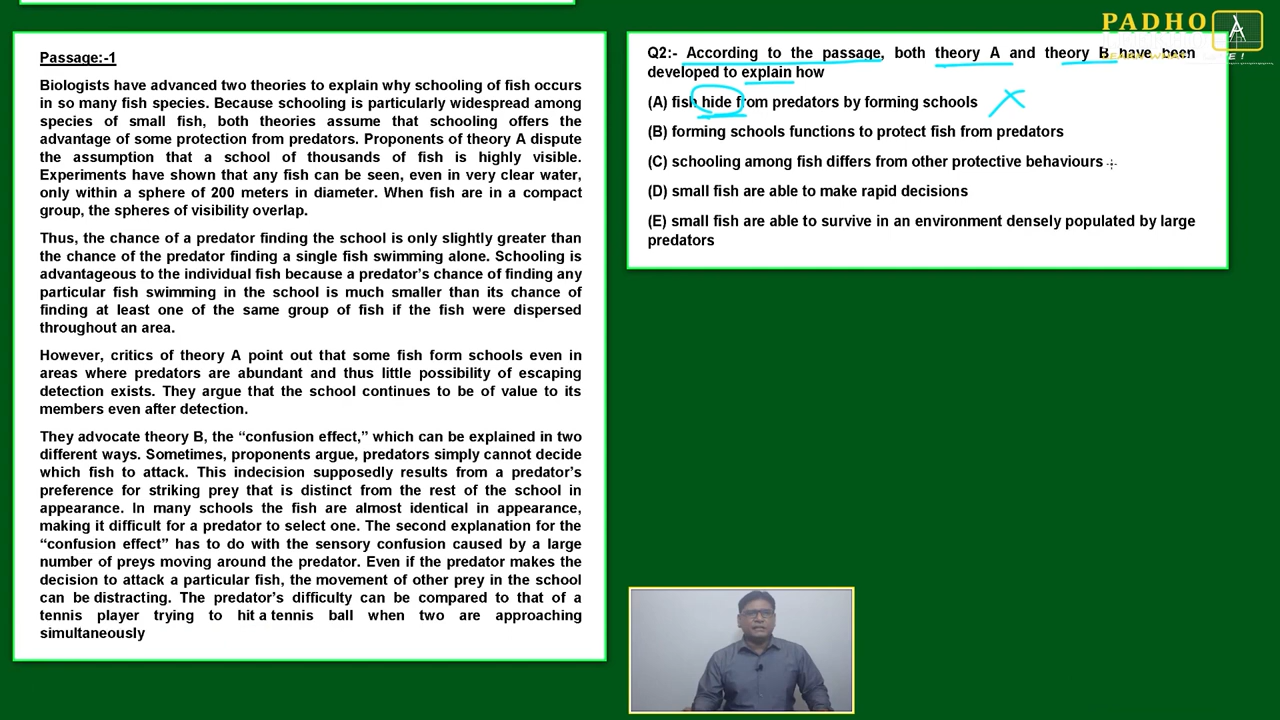 PADHO
Passage:-1
Biologists have advanced two theories to explain why schooling of fish occurs
in so many fish species. Because schooling is particularly widespread among
species of small fish, both theories assume that schooling offers the
advantage of some protection from predators. Proponents of theory A dispute
the assumption that a school of thousands of fish is highly visible.
Experiments have shown that any fish can be seen, even in very clear water,
only within a sphere of 200 meters in diameter. When fish are in a compact
group, the spheres of visibility overlap.
Thus, the chance of a predator finding the school is only slightly greater than
the chance of the predator finding a single fish swimming alone. Schooling is
advantageous to the individual fish because a predator's chance of finding any
particular fish swimming in the school is much smaller than its chance of
finding at least one of the same group of fish if the fish were dispersed
throughout an area.
However, critics of theory A point out that some fish form schools even in
areas where predators are abundant and thus little possibility of escaping
detection exists. They argue that the school continues to be of value to its
members even after detection.
They advocate theory B, the “confusion effect,” which can be explained in two
different ways. Sometimes, proponents argue, predators simply cannot decide
which fish to attack. This indecision supposedly results from a predator's
preference for striking prey that is distinct from the rest of the school in
appearance. In many schools the fish are almost identical in appearance,
making it difficult for a predator to select one. The second explanation for the
“confusion effect” has to do with the sensory confusion caused by a large
number of preys moving around the predator. Even if the predator makes the
decision to attack a particular fish, the movement of other prey in the school
can be distracting. The predator's difficulty can be compared to that of a
tennis player trying to hit a tennis ball when two are approaching
simultaneously
Q2:- According to the passage, both theory A and theory B have been
developed to explain how
(A) fish hide from predators by forming schools
(B) forming schools functions to protect fish from predators
(C) schooling among fish differs from other protective behaviours
(D) small fish are able to make rapid decisions
(E) small fish are able to survive in an environment densely populated by large
predators